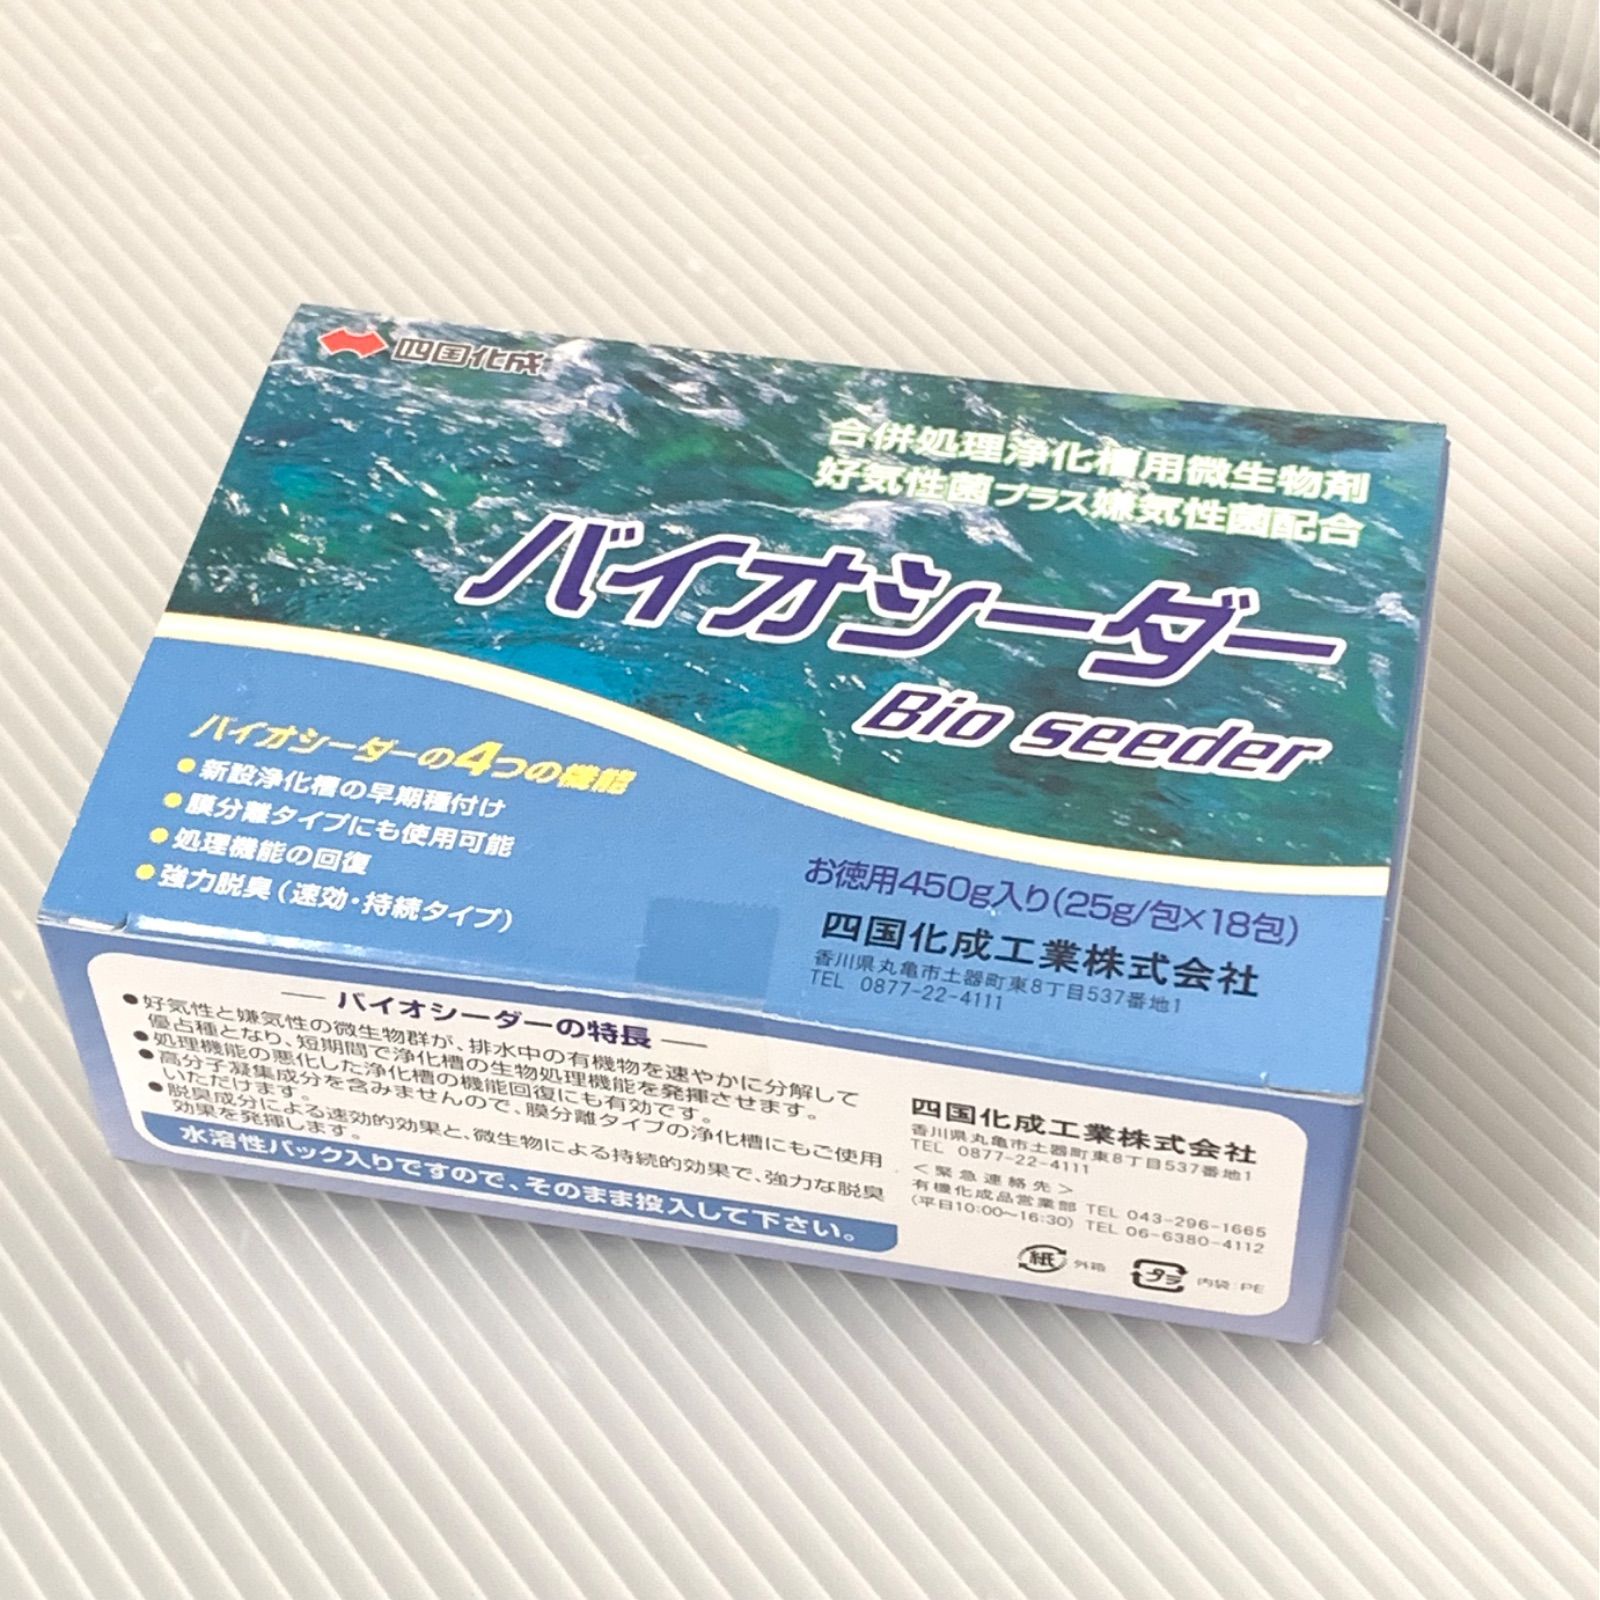 四国化成
合併処理浄化槽用微生物剤
好気性菌プラス嫌気性菌配合
バイオシーダー
Bio seeder
バイオシーダーの4つの機能
●新設浄化槽の早期種付け
●膜分離タイプにも使用可能
●処理機能の回復
●強力脱臭(速効・持続タイプ)
お徳用450g入り(25g/包×18包)
四国化成工業株式会社
香川県丸亀市土器町東8丁目537番地1
TEL 0877-22-4111
バイオシーダーの特長
●好気性と嫌気性の微生物群が、排水中の有機物を速やかに分解して
優占種となり、短期間で浄化槽の生物処理機能を発揮させます。
●処理機能の悪化した浄化槽の機能回復にも有効です。
●高分子凝集成分を含みませんので、膜分離タイプの浄化槽にもご使用
いただけます。
●脱臭成分による速効的効果と、微生物による持続的効果で、強力な脱臭
効果を発揮します。
水溶性パック入りですので、そのまま投入して下さい。
四国化成工業株式会社
香川県丸亀市土器町東8丁目537番地1
TEL 0877-22-4111
<緊急連絡先>
有機化成品営業部 TEL 043-296-1665
(平日10:00~16:30) TEL 06-6380-4112
紙 外箱
プラ 内袋:PE